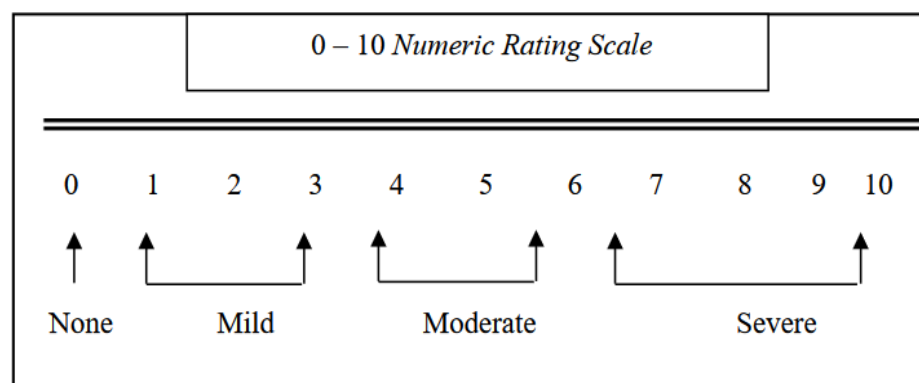 0 – 10 Numeric Rating Scale
0 1 2 3 4 5 6 7 8 9 10
None Mild Moderate Severe